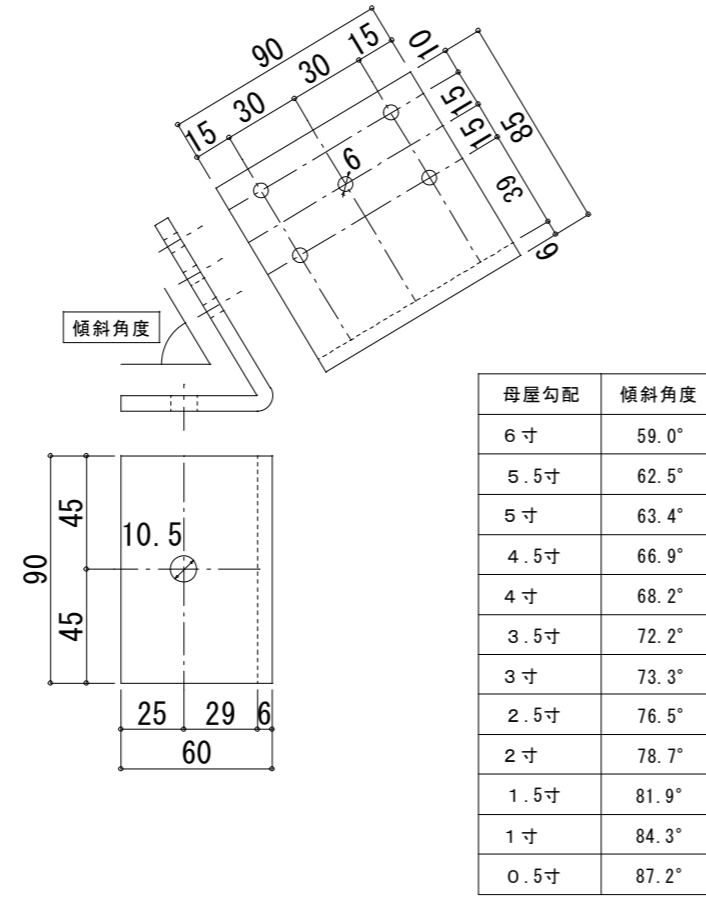 90
15 30 30 15
10
15
15
39
6
85
6
傾斜角度
90
45
45
10.5
25 29 6
60
母屋勾配 傾斜角度
6寸 59.0°
5.5寸 62.5°
5寸 63.4°
4.5寸 66.9°
4寸 68.2°
3.5寸 72.2°
3寸 73.3°
2.5寸 76.5°
2寸 78.7°
1.5寸 81.9°
1寸 84.3°
0.5寸 87.2°